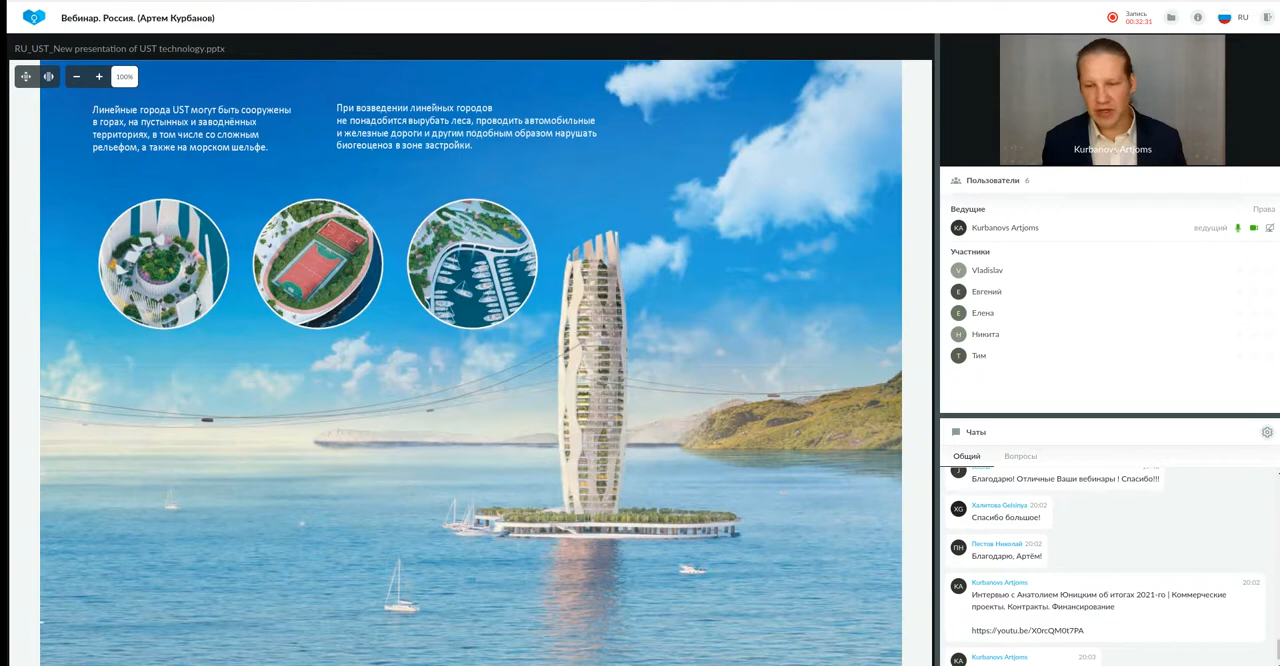 Вебинар. Россия. (Артем Курбанов)
Запись
00:32:31
RU
RU_UST_New presentation of UST technology.pptx
100%
Линейные города UST могут быть сооружены
в горах, на пустынных и заводнённых
территориях, в том числе со сложным
рельефом, а также на морском шельфе.
При возведении линейных городов
не понадобится вырубать леса, проводить автомобильные
и железные дороги и другим подобным образом нарушать
биогеоценоз в зоне застройки.
Kurbanovs Artjoms
Пользователи 6
Ведущие Права
KA Kurbanovs Artjoms ведущий
Участники
V Vladislav
Е Евгений
Е Елена
Н Никита
Т Тим
Чаты
Общий Вопросы
Благодарю! Отличные Ваши вебинары ! Спасибо!!!
XG Халитова Gelsinya 20:02
Спасибо большое!
ПН Пестов Николай 20:02
Благодарю, Артём!
KA Kurbanovs Artjoms 20:02
Интервью с Анатолием Юницким об итогах 2021-го | Коммерческие
проекты. Контракты. Финансирование
https://youtu.be/X0rcQM0t7PA
KA Kurbanovs Artjoms 20:03